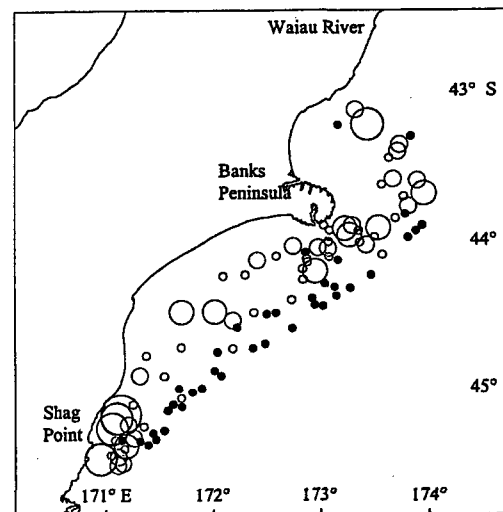 Waiau River
43° S
Banks
Peninsula
44°
45°
Shag
Point
171° E
172°
173°
174°